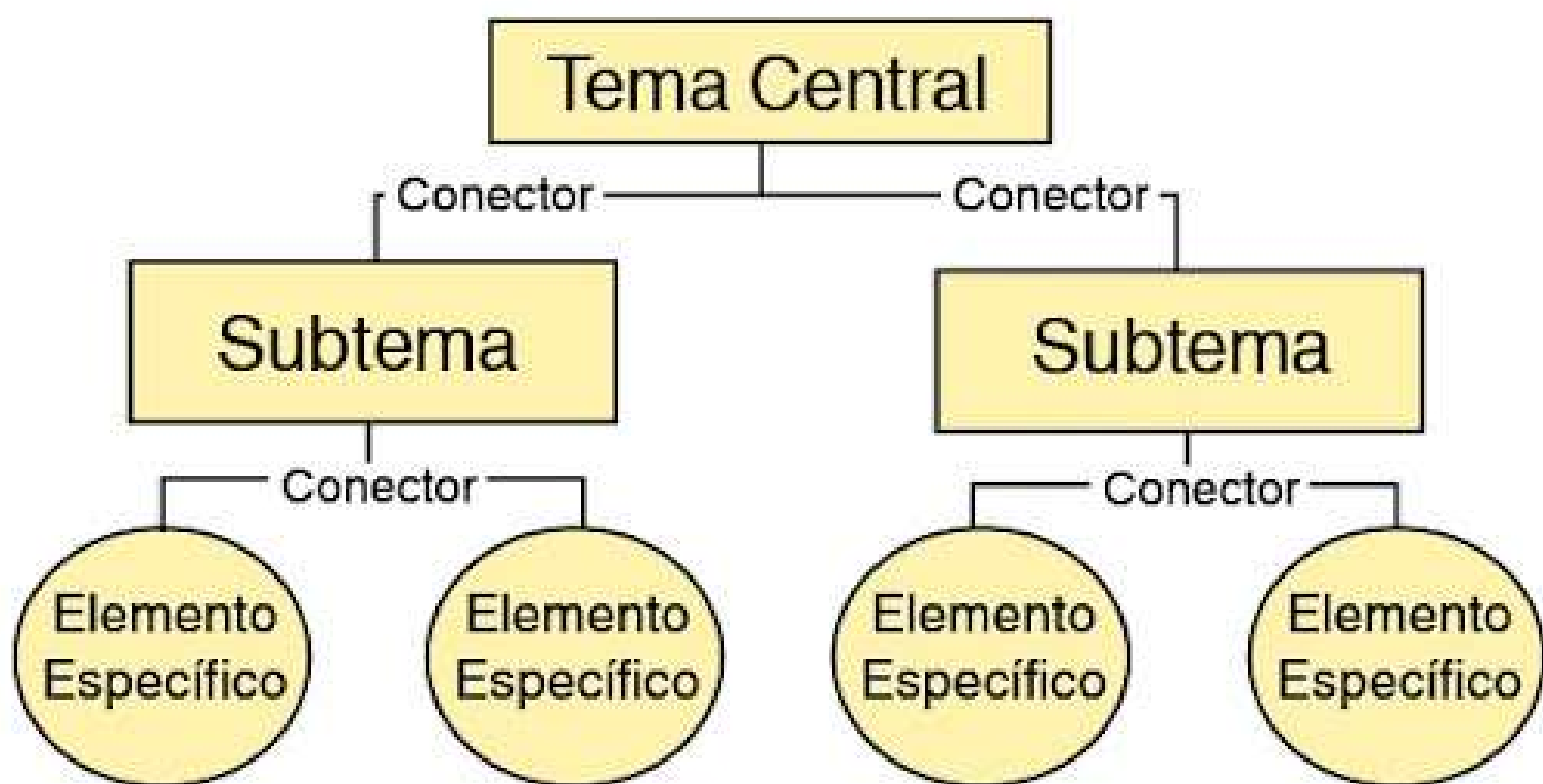 Tema Central
Conector
Conector
Subtema
Subtema
Conector
Conector
Elemento
Específico
Elemento
Específico
Elemento
Específico
Elemento
Específico